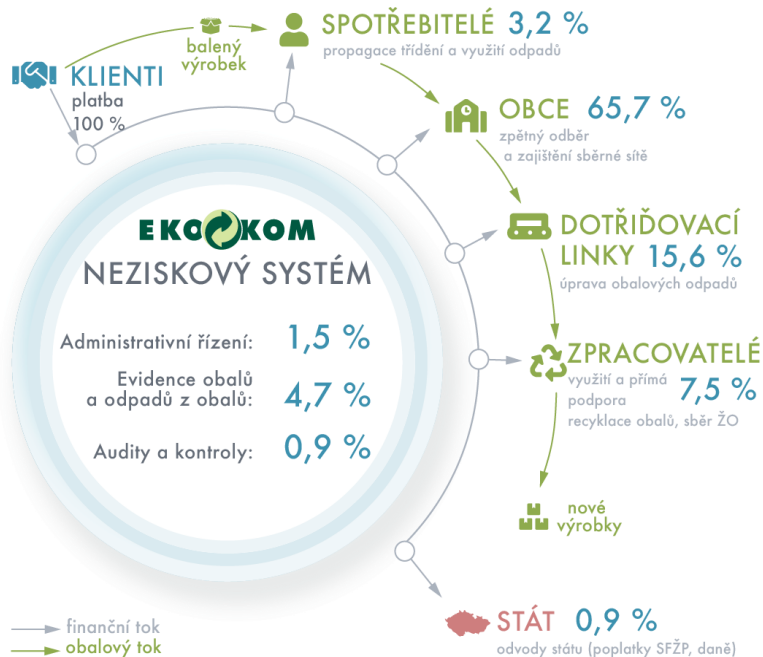 SPOTŘEBITELÉ 3,2 %
propagace třídění a využití odpadů
balený
výrobek
KLIENTI
platba
100 %
OBCE 65,7 %
zpětný odběr
a zajištění sběrné sítě
DOTŘIĎOVACÍ
LINKY 15,6 %
úprava obalových odpadů
EKO KOM
NEZISKOVÝ SYSTÉM
Administrativní řízení: 1,5 %
Evidence obalů
a odpadů z obalů: 4,7 %
Audity a kontroly: 0,9 %
ZPRACOVATELÉ
využití a přímá 7,5 %
podpora
recyklace obalů, sběr ŽO
nové
výrobky
STÁT 0,9 %
odvody státu (poplatky SFŽP, daně)
finanční tok
obalový tok